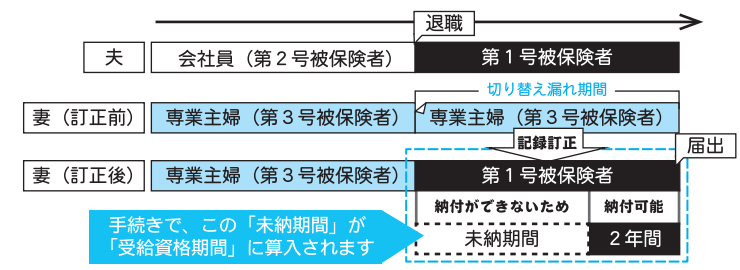 退職
夫
会社員（第２号被保険者）
第１号被保険者
切り替え漏れ期間
妻（訂正前）
専業主婦（第３号被保険者）
専業主婦（第３号被保険者）
記録訂正
届出
妻（訂正後）
専業主婦（第３号被保険者）
第１号被保険者
納付ができないため
納付可能
未納期間
２年間
手続きで、この「未納期間」が
「受給資格期間」に算入されます